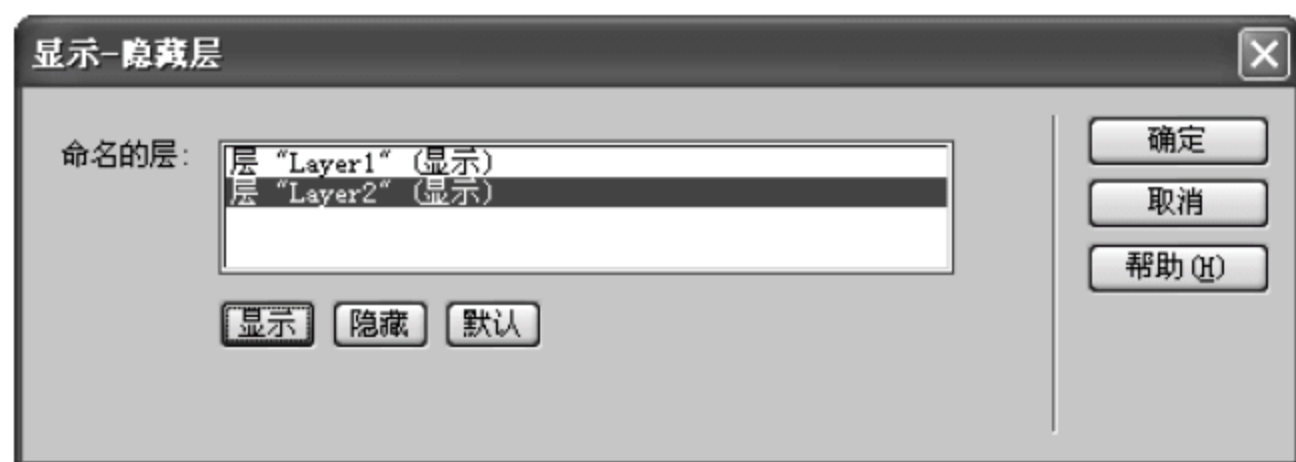 显示-隐藏层
命名的层:
层 "Layer1" (显示)
层 "Layer2" (显示)
显示 隐藏 默认
确定
取消
帮助(H)